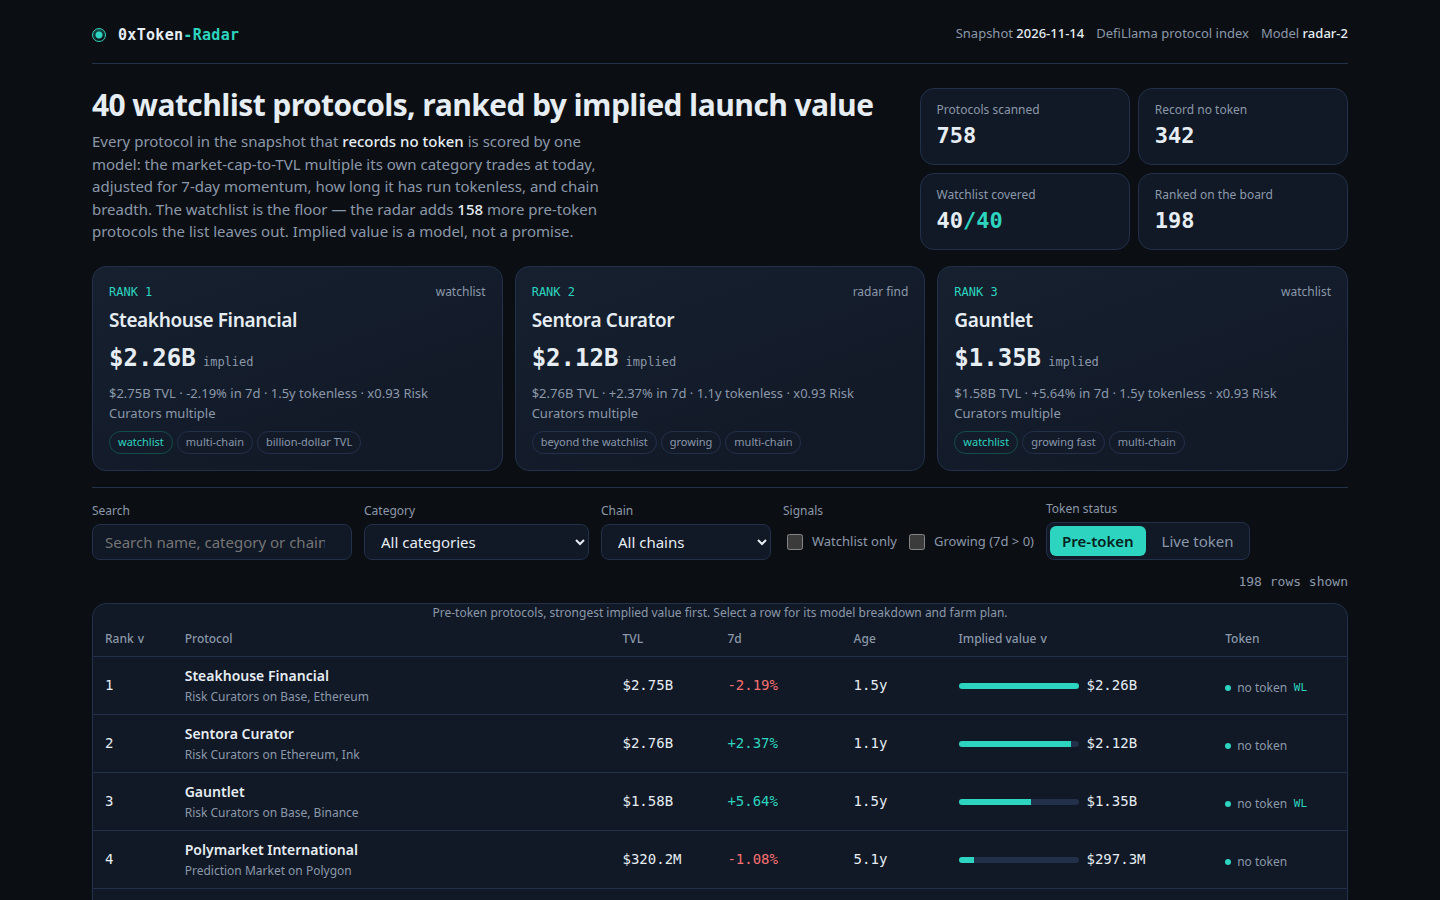 0xToken-Radar
Snapshot 2026-11-14 DefiLlama protocol index Model radar-2
40 watchlist protocols, ranked by implied launch value
Every protocol in the snapshot that records no token is scored by one
model: the market-cap-to-TVL multiple its own category trades at today,
adjusted for 7-day momentum, how long it has run tokenless, and chain
breadth. The watchlist is the floor — the radar adds 158 more pre-token
protocols the list leaves out. Implied value is a model, not a promise.
Protocols scanned
758
Record no token
342
Watchlist covered
40/40
Ranked on the board
198
RANK 1 watchlist
Steakhouse Financial
$2.26B implied
$2.75B TVL · -2.19% in 7d · 1.5y tokenless · x0.93 Risk
Curators multiple
watchlist multi-chain billion-dollar TVL
RANK 2 radar find
Sentora Curator
$2.12B implied
$2.76B TVL · +2.37% in 7d · 1.1y tokenless · x0.93 Risk
Curators multiple
beyond the watchlist growing multi-chain
RANK 3 watchlist
Gauntlet
$1.35B implied
$1.58B TVL · +5.64% in 7d · 1.5y tokenless · x0.93 Risk
Curators multiple
watchlist growing fast multi-chain
Search Category Chain Signals Token status
Search name, category or chain All categories All chains Watchlist only Growing (7d > 0) Pre-token Live token
198 rows shown
Pre-token protocols, strongest implied value first. Select a row for its model breakdown and farm plan.
Rank v Protocol TVL 7d Age Implied value v Token
1 Steakhouse Financial $2.75B -2.19% 1.5y $2.26B no token WL
Risk Curators on Base, Ethereum
2 Sentora Curator $2.76B +2.37% 1.1y $2.12B no token
Risk Curators on Ethereum, Ink
3 Gauntlet $1.58B +5.64% 1.5y $1.35B no token WL
Risk Curators on Base, Binance
4 Polymarket International $320.2M -1.08% 5.1y $297.3M no token
Prediction Market on Polygon